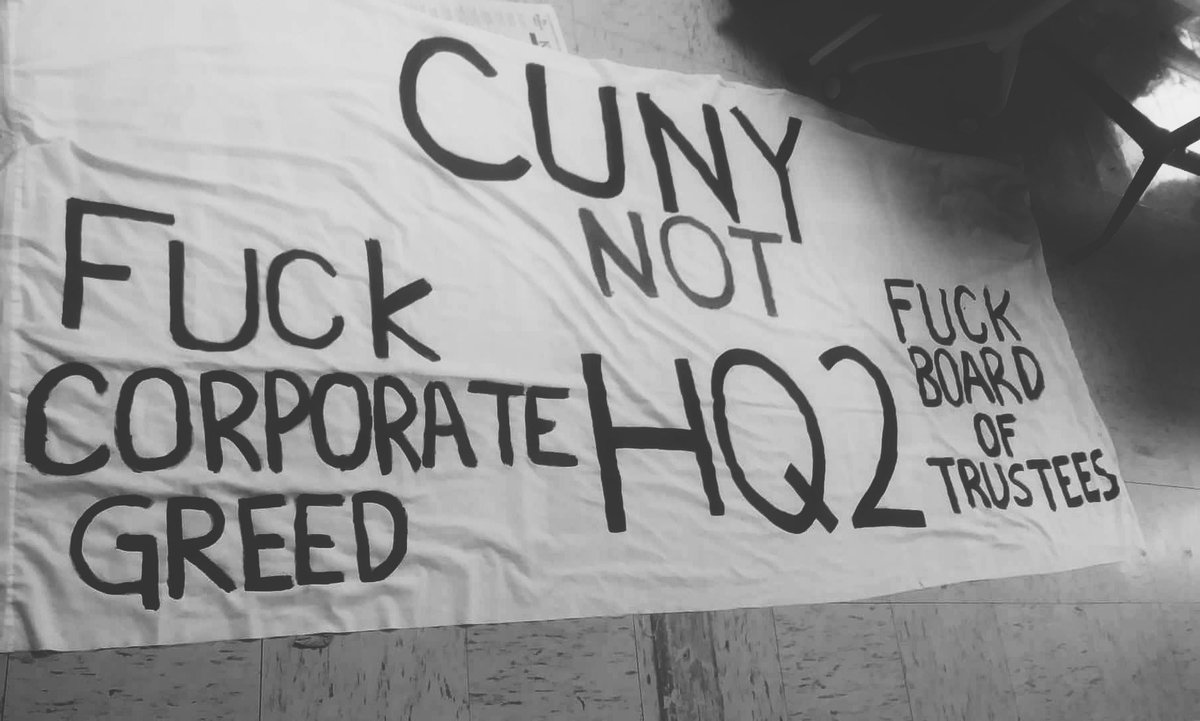 CUNY
NOT
HQ2
FUCK
CORPORATE
GREED
FUCK
BOARD
OF
TRUSTEES